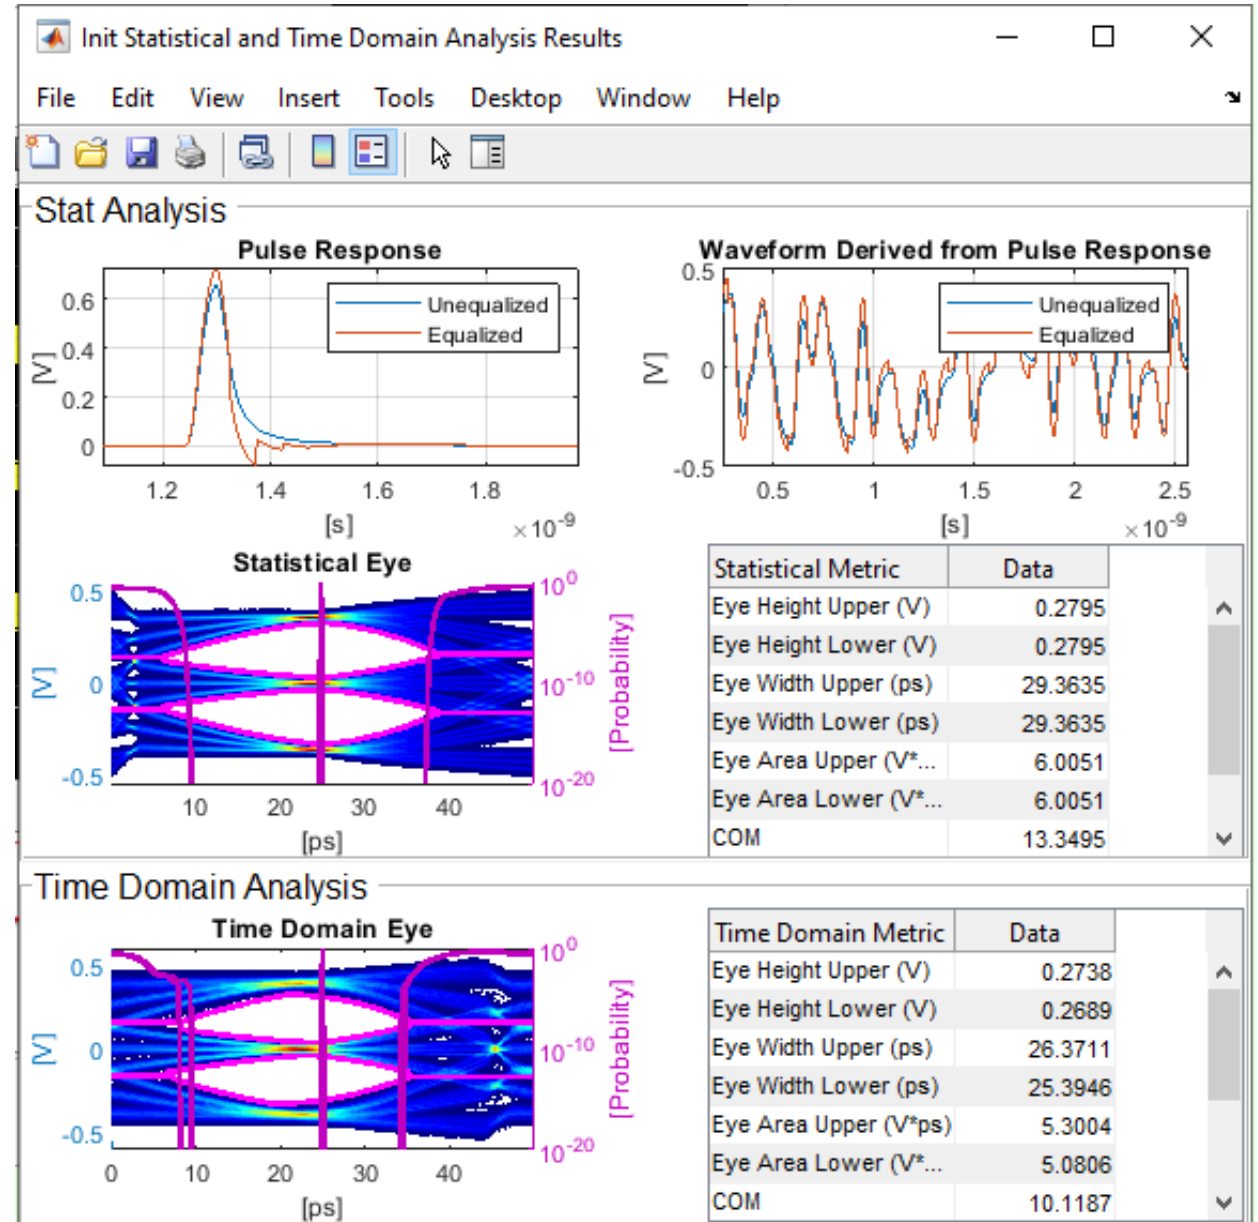 Init Statistical and Time Domain Analysis Results
File Edit View Insert Tools Desktop Window Help
Stat Analysis
Pulse Response
0.6
0.4
0.2
0
[V]
Unequalized
Equalized
1.2 1.4 1.6 1.8
[s]
×10-9
Waveform Derived from Pulse Response
0.5
0
-0.5
[V]
Unequalized
Equalized
0.5 1 1.5 2 2.5
[s]
×10-9
Statistical Eye
0.5
0
-0.5
[V]
10 20 30 40
[ps]
100
10-10
10-20
[Probability]
Statistical Metric Data
Eye Height Upper (V) 0.2795
Eye Height Lower (V) 0.2795
Eye Width Upper (ps) 29.3635
Eye Width Lower (ps) 29.3635
Eye Area Upper (V*... 6.0051
Eye Area Lower (V*... 6.0051
COM 13.3495
Time Domain Analysis
Time Domain Eye
0.5
0
-0.5
[V]
0 10 20 30 40
[ps]
100
10-10
10-20
[Probability]
Time Domain Metric Data
Eye Height Upper (V) 0.2738
Eye Height Lower (V) 0.2689
Eye Width Upper (ps) 26.3711
Eye Width Lower (ps) 25.3946
Eye Area Upper (V*ps) 5.3004
Eye Area Lower (V*... 5.0806
COM 10.1187